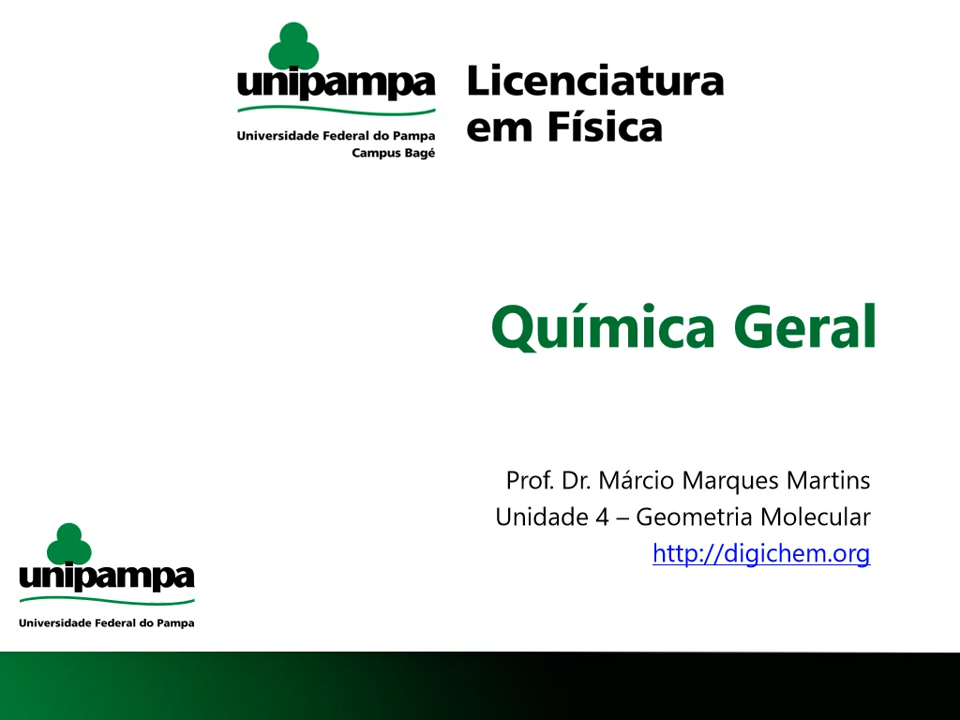 unipampa
Universidade Federal do Pampa
Campus Bagé
Licenciatura
em Física
Química Geral
Prof. Dr. Márcio Marques Martins
Unidade 4 – Geometria Molecular
http://digichem.org
unipampa
Universidade Federal do Pampa